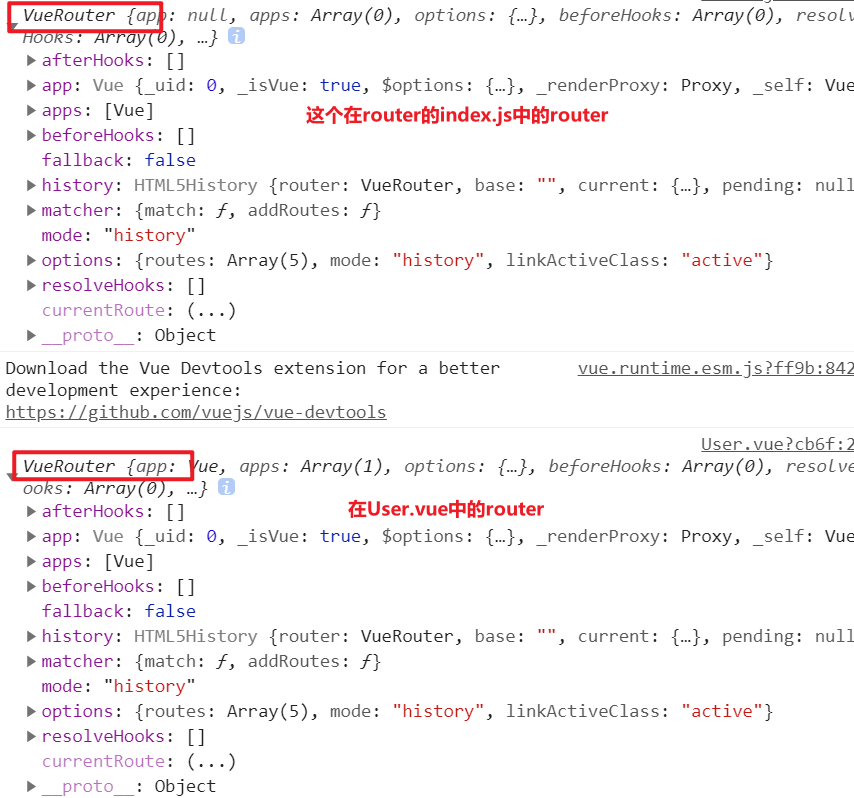 VueRouter {app: null, apps: Array(0), options: {…}, beforeHooks: Array(0), resolv
Hooks: Array(0), …} i
▶ afterHooks: []
▶ app: Vue {_uid: 0, _isVue: true, $options: {…}, _renderProxy: Proxy, _self: Vue
▶ apps: [Vue]
这个在router的index.js中的router
▶ beforeHooks: []
fallback: false
▶ history: HTML5History {router: VueRouter, base: "", current: {…}, pending: null
▶ matcher: {match: ƒ, addRoutes: ƒ}
mode: "history"
▶ options: {routes: Array(5), mode: "history", linkActiveClass: "active"}
▶ resolveHooks: []
currentRoute: (...)
▶ __proto__: Object
Download the Vue Devtools extension for a better vue.runtime.esm.js?ff9b:842
development experience:
https://github.com/vuejs/vue-devtools
User.vue?cb6f:2
VueRouter {app: Vue, apps: Array(1), options: {…}, beforeHooks: Array(0), resolve
ooks: Array(0), …} i
▶ afterHooks: []
在User.vue中的router
▶ app: Vue {_uid: 0, _isVue: true, $options: {…}, _renderProxy: Proxy, _self: Vue
▶ apps: [Vue]
▶ beforeHooks: []
fallback: false
▶ history: HTML5History {router: VueRouter, base: "", current: {…}, pending: null
▶ matcher: {match: ƒ, addRoutes: ƒ}
mode: "history"
▶ options: {routes: Array(5), mode: "history", linkActiveClass: "active"}
▶ resolveHooks: []
currentRoute: (...)
▶ __proto__: Object